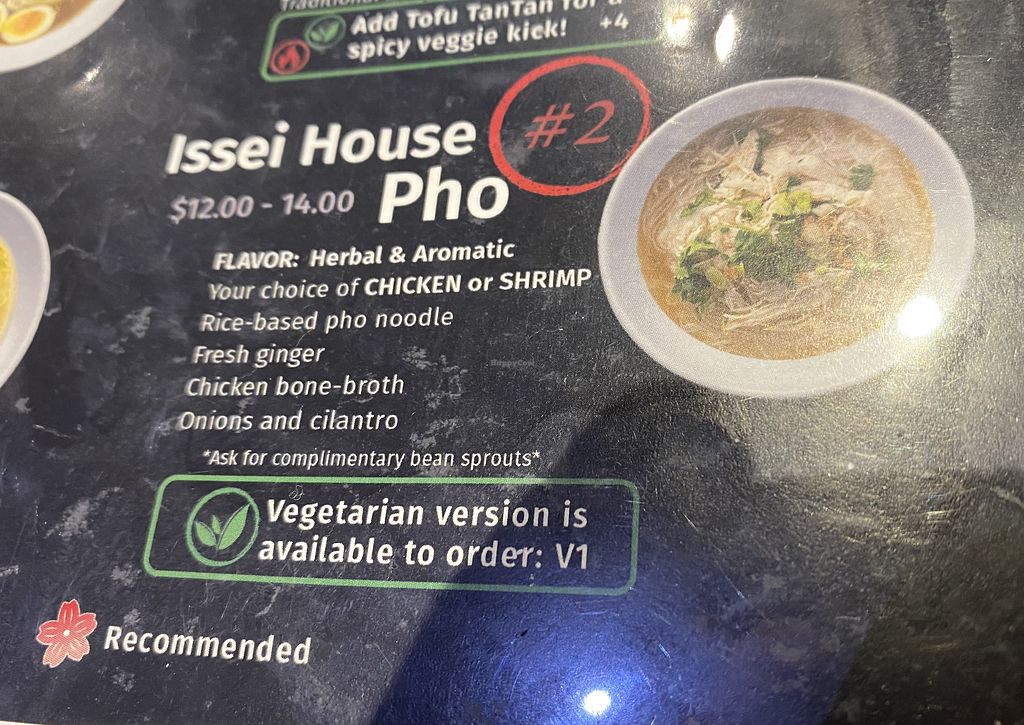 Traditional
Add Tofu TanTan for a
spicy veggie kick! +4
#2
Issei House
Pho
$12.00 - 14.00
FLAVOR: Herbal & Aromatic
Your choice of CHICKEN or SHRIMP
Rice-based pho noodle
Fresh ginger
Chicken bone-broth
Onions and cilantro
*Ask for complimentary bean sprouts*
Vegetarian version is
available to order: V1
Recommended